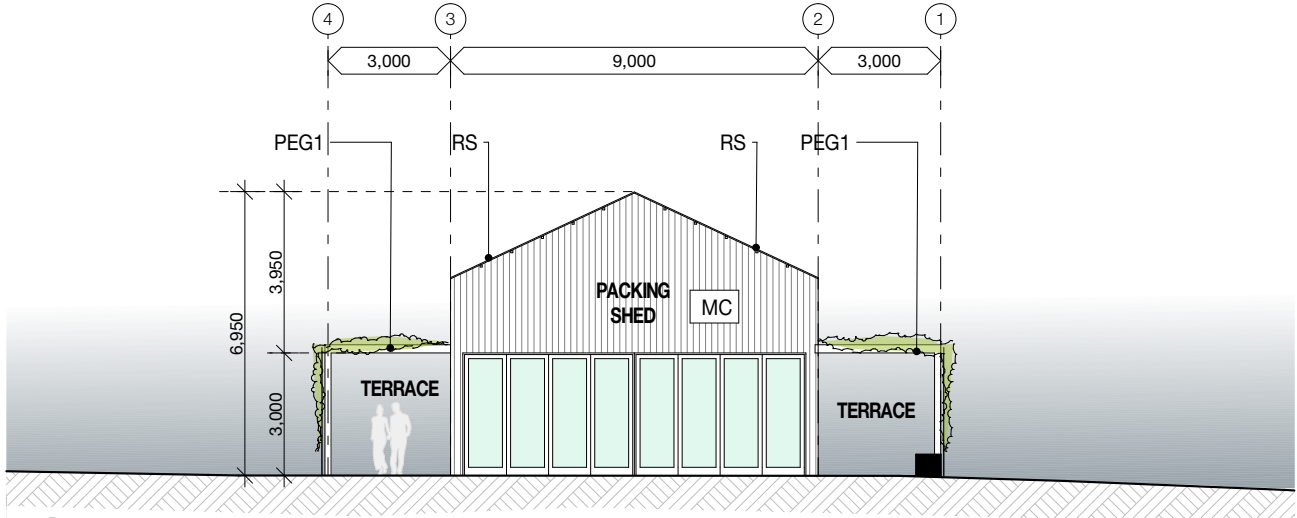 4
3
2
1
3,000
9,000
3,000
PEG1
RS
RS
PEG1
3,950
6,950
3,000
PACKING
SHED
MC
TERRACE
TERRACE